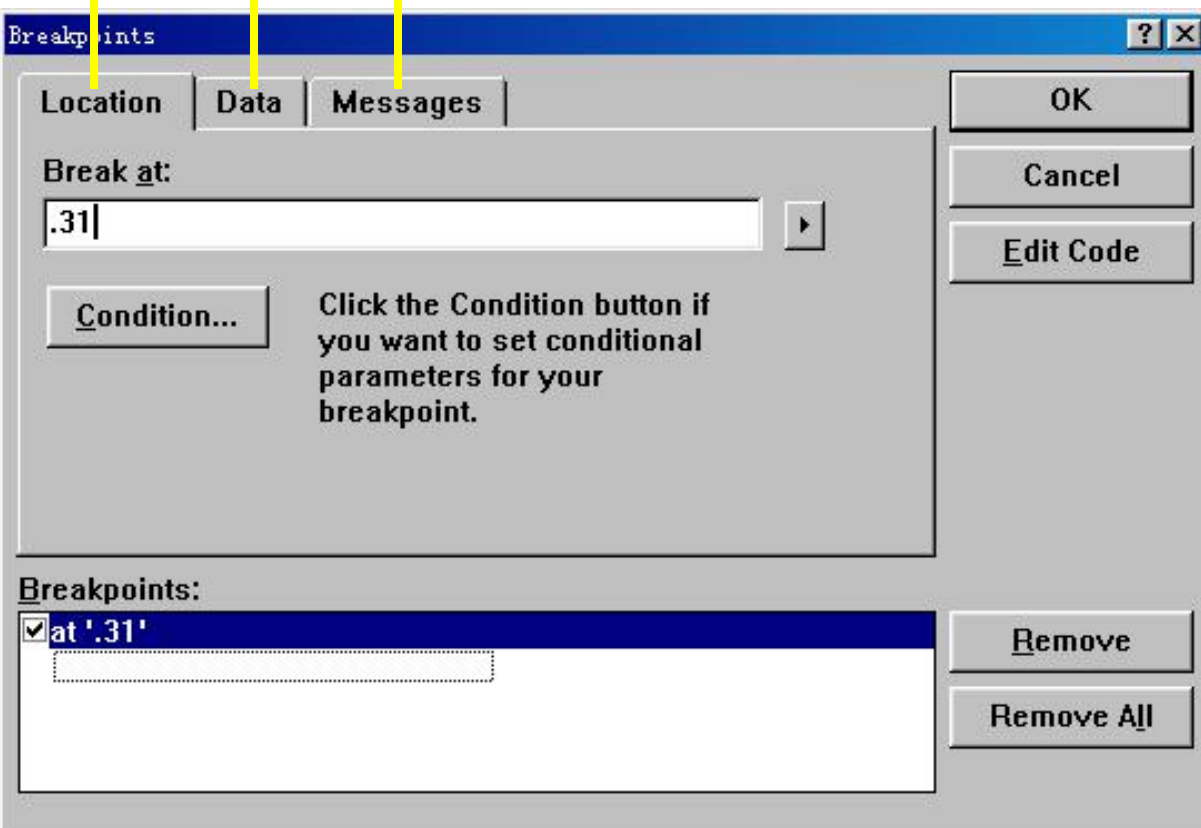 Breakpoints
Location Data Messages
OK
Break at:
Cancel
.31
Edit Code
Condition...
Click the Condition button if
you want to set conditional
parameters for your
breakpoint.
Breakpoints:
at '.31'
Remove
Remove All